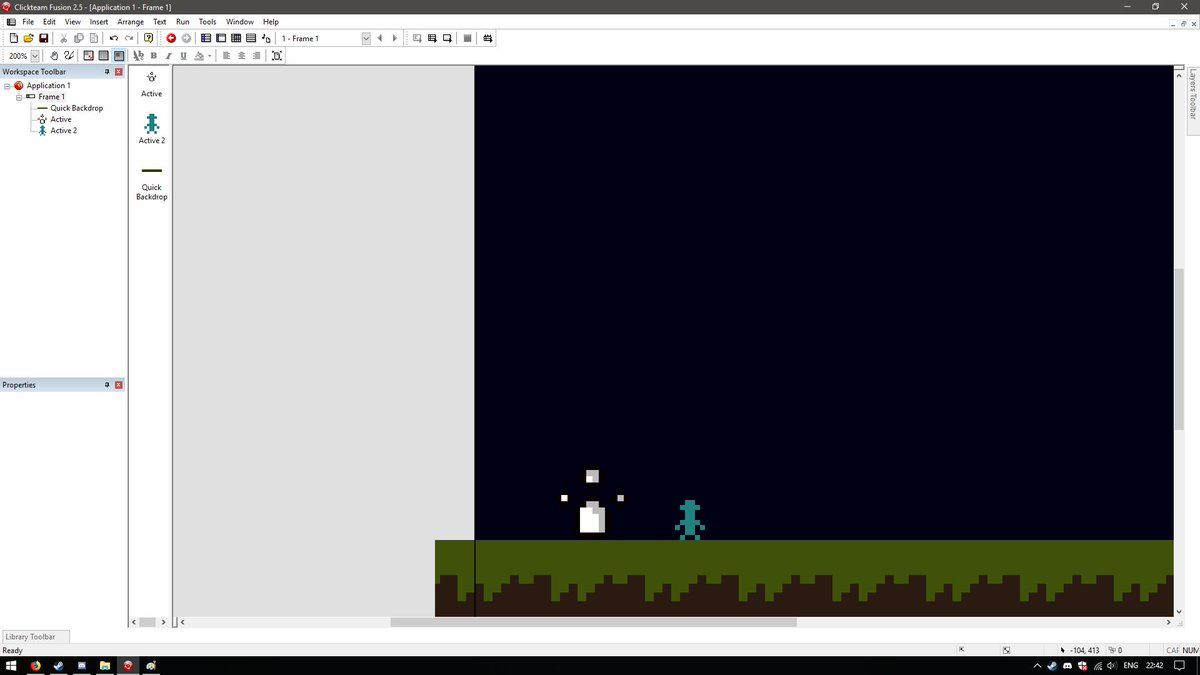 Clickteam Fusion 2.5 - [Application 1 - Frame 1]
File Edit View Insert Arrange Text Run Tools Window Help
1 - Frame 1
200%
Workspace Toolbar
Application 1
Frame 1
Quick Backdrop
Active
Active 2
Active
Active 2
Quick
Backdrop
Layers Toolbar
Properties
Library Toolbar
Ready
-104, 413
0
CAF NUM
ENG 22:42